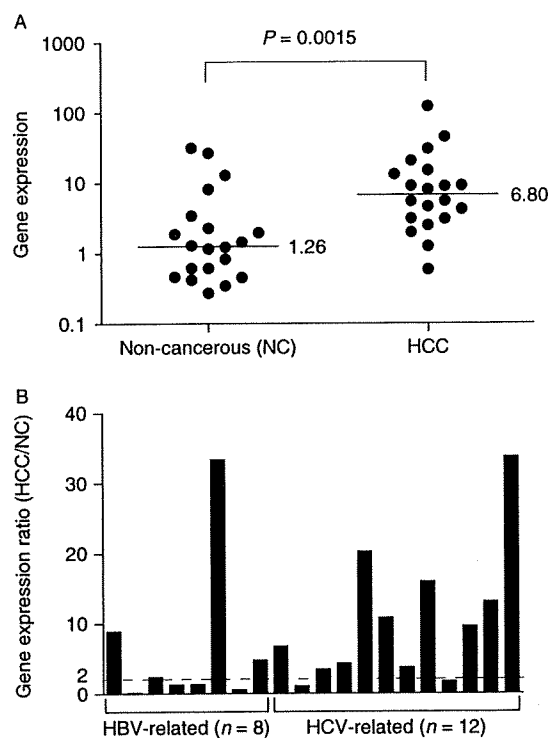 A
P = 0.0015
1000
100
10
1
0.1
Gene expression
1.26
6.80
Non-cancerous (NC)
HCC
B
40
30
20
10
2
0
Gene expression ratio (HCC/NC)
HBV-related (n = 8)
HCV-related (n = 12)